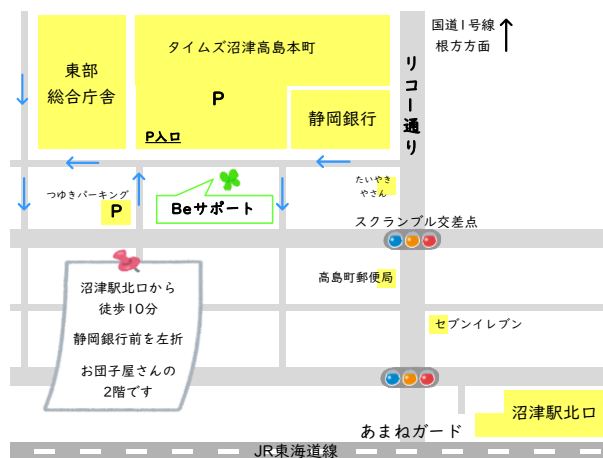 国道1号線
根方方面
東部
総合庁舎
タイムズ沼津高島本町
P
P入口
静岡銀行
リコー通り
つゆきパーキング
P
Beサポート
たいやき
やさん
スクランブル交差点
沼津駅北口から
徒歩10分
静岡銀行前を左折
お団子屋さんの
2階です
高島町郵便局
セブンイレブン
沼津駅北口
あまねガード
JR東海道線